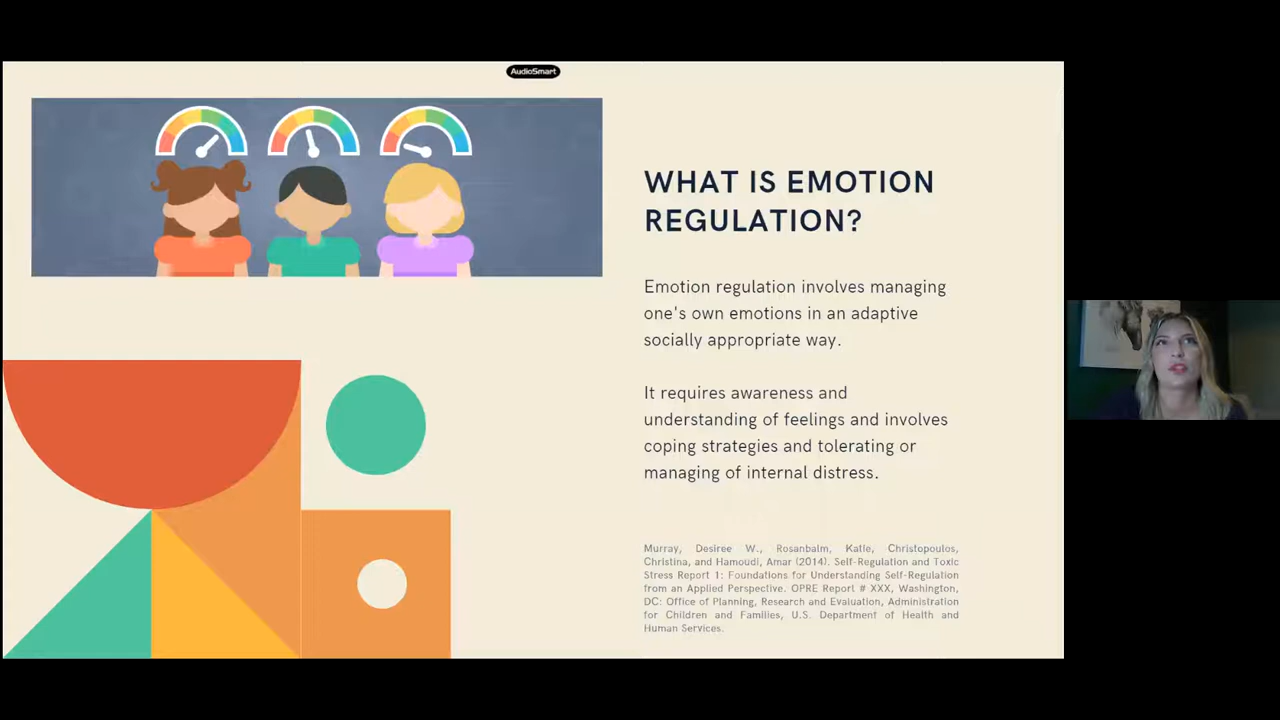 AudioSmart
WHAT IS EMOTION
REGULATION?
Emotion regulation involves managing
one's own emotions in an adaptive
socially appropriate way.
It requires awareness and
understanding of feelings and involves
coping strategies and tolerating or
managing of internal distress.
Murray, Desiree W., Rosanbalm, Katie, Christopoulos,
Christina, and Hamoudi, Amar (2014). Self-Regulation and Toxic
Stress Report 1: Foundations for Understanding Self-Regulation
from an Applied Perspective. OPRE Report # XXX, Washington,
DC: Office of Planning, Research and Evaluation, Administration
for Children and Families, U.S. Department of Health and
Human Services.